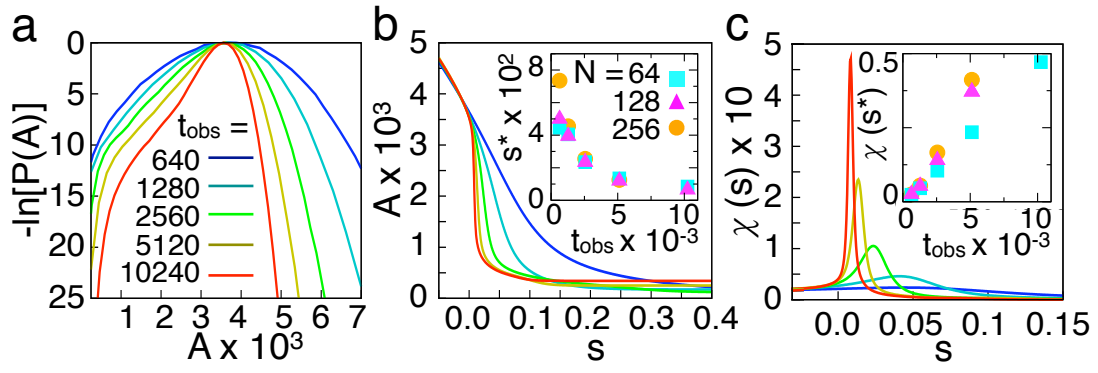 a
-ln[P(A)]
0
5
10
15
20
25
t_obs =
640
1280
2560
5120
10240
1 2 3 4 5 6 7
A x 10³
b
A x 10³
5
4
3
2
1
0
0.0 0.1 0.2 0.3 0.4
s
s* x 10²
8
4
0
N = 64
128
256
0 5 10
t_obs x 10⁻³
c
χ (s) x 10
5
4
3
2
1
0
0.0 0.05 0.10 0.15
s
χ (s*)
0.5
0
0 5 10
t_obs x 10⁻³